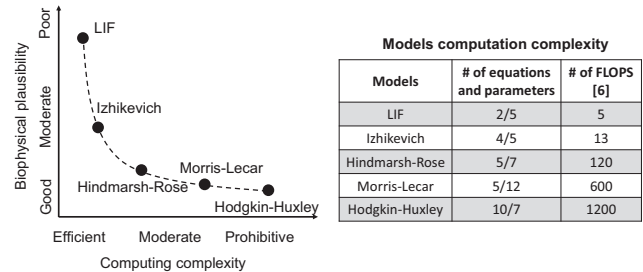 Poor
Moderate
Good
Biophysical plausibility
LIF
Izhikevich
Hindmarsh-Rose
Morris-Lecar
Hodgkin-Huxley
Efficient Moderate Prohibitive
Computing complexity
Models computation complexity
Models # of equations and parameters # of FLOPS [6]
LIF 2/5 5
Izhikevich 4/5 13
Hindmarsh-Rose 5/7 120
Morris-Lecar 5/12 600
Hodgkin-Huxley 10/7 1200